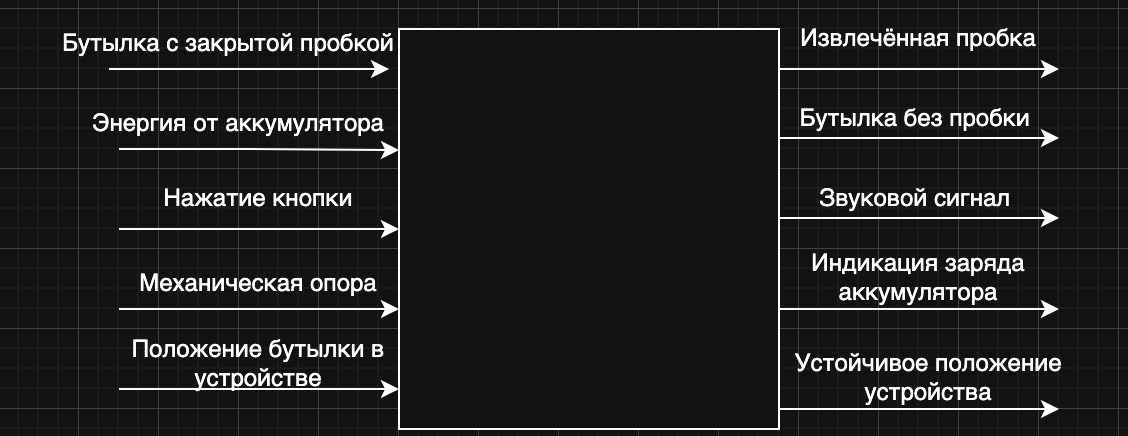 Бутылка с закрытой пробкой
Энергия от аккумулятора
Нажатие кнопки
Механическая опора
Положение бутылки в
устройстве
Извлечённая пробка
Бутылка без пробки
Звуковой сигнал
Индикация заряда
аккумулятора
Устойчивое положение
устройства